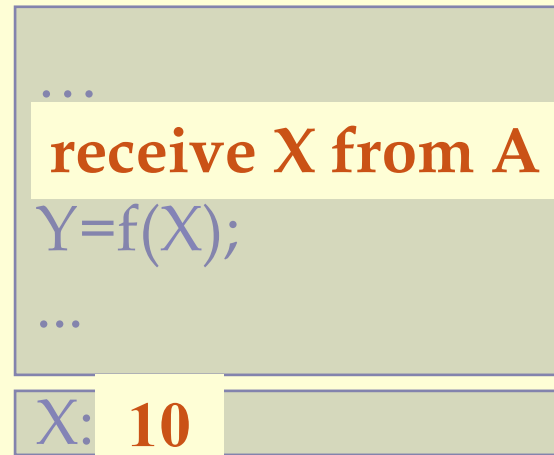 ...
receive X from A
Y=f(X);
...
X: 10